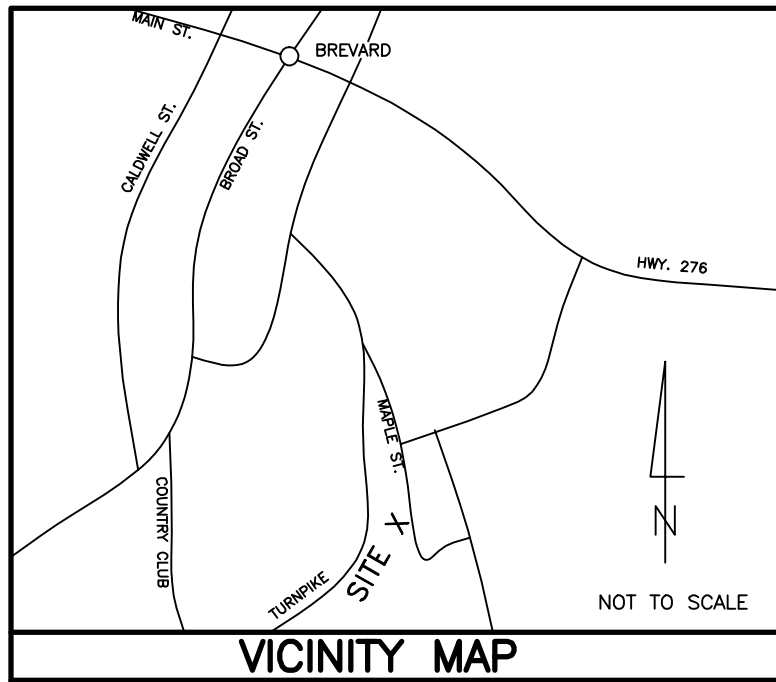 MAIN ST.
BREVARD
CALDWELL ST.
BROAD ST.
HWY. 276
MAPLE ST.
COUNTRY CLUB
TURNPIKE
SITE
X
N
NOT TO SCALE
VICINITY MAP